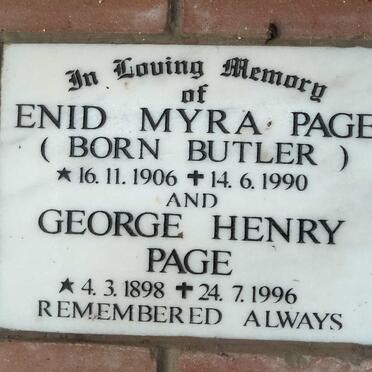 In Loving Memory
of
ENID MYRA PAGE
( BORN BUTLER )
★ 16. 11. 1906 ✝ 14. 6. 1990
AND
GEORGE HENRY
PAGE
★ 4. 3. 1898 ✝ 24. 7. 1996
REMEMBERED ALWAYS